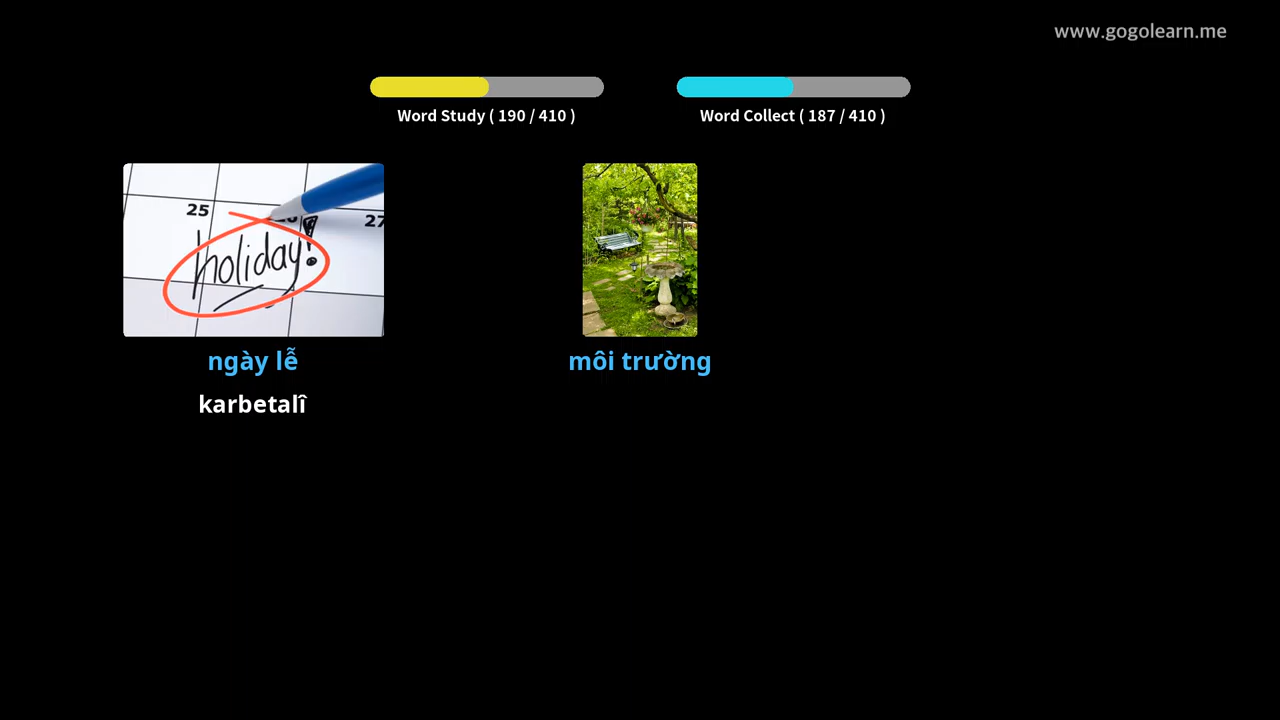 www.gogolearn.me
Word Study ( 190 / 410 )
Word Collect ( 187 / 410 )
25
27
holiday!
ngày lễ
môi trường
karbetalî